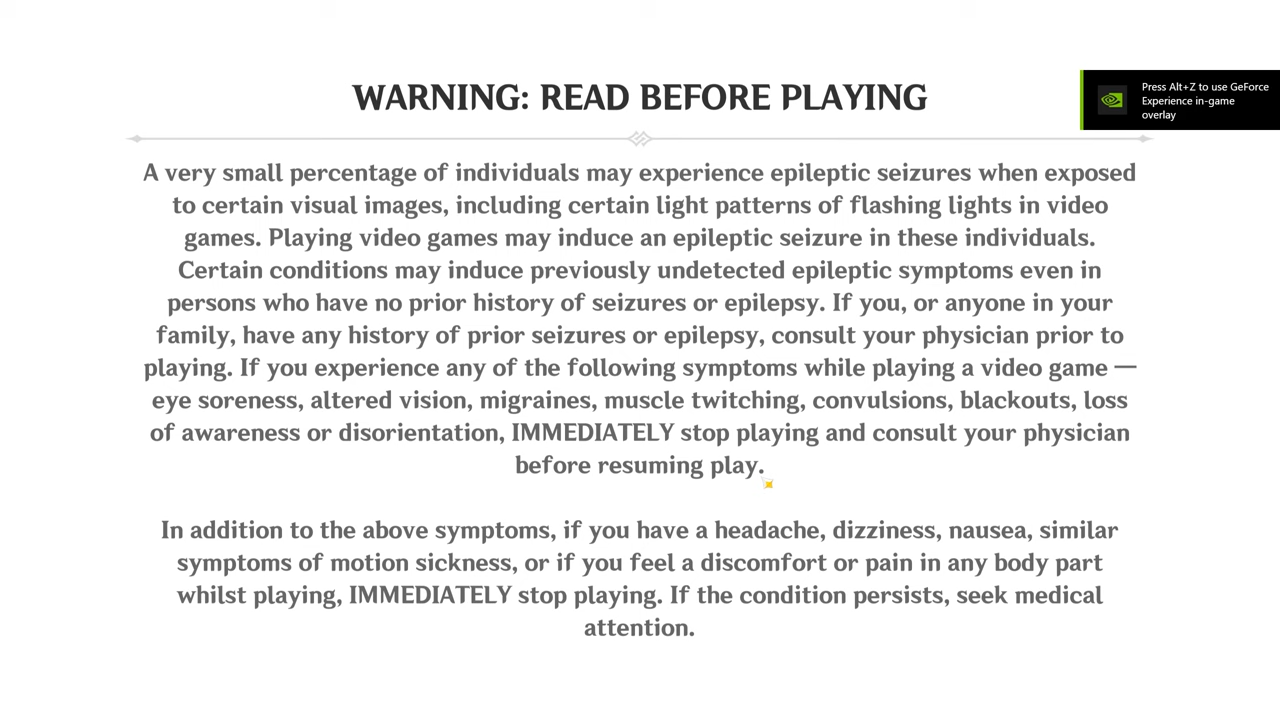 WARNING: READ BEFORE PLAYING
Press Alt+Z to use GeForce
Experience in-game
overlay
A very small percentage of individuals may experience epileptic seizures when exposed
to certain visual images, including certain light patterns of flashing lights in video
games. Playing video games may induce an epileptic seizure in these individuals.
Certain conditions may induce previously undetected epileptic symptoms even in
persons who have no prior history of seizures or epilepsy. If you, or anyone in your
family, have any history of prior seizures or epilepsy, consult your physician prior to
playing. If you experience any of the following symptoms while playing a video game —
eye soreness, altered vision, migraines, muscle twitching, convulsions, blackouts, loss
of awareness or disorientation, IMMEDIATELY stop playing and consult your physician
before resuming play.
In addition to the above symptoms, if you have a headache, dizziness, nausea, similar
symptoms of motion sickness, or if you feel a discomfort or pain in any body part
whilst playing, IMMEDIATELY stop playing. If the condition persists, seek medical
attention.